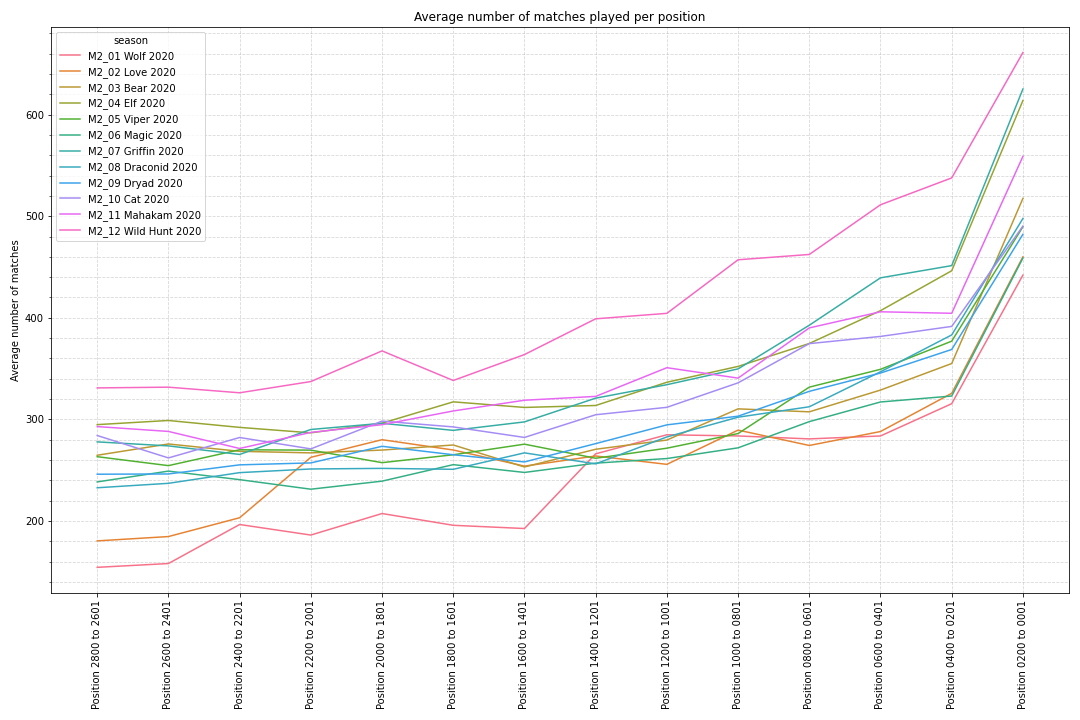 Average number of matches played per position
season
M2_01 Wolf 2020
M2_02 Love 2020
M2_03 Bear 2020
M2_04 Elf 2020
M2_05 Viper 2020
M2_06 Magic 2020
M2_07 Griffin 2020
M2_08 Draconid 2020
M2_09 Dryad 2020
M2_10 Cat 2020
M2_11 Mahakam 2020
M2_12 Wild Hunt 2020
Average number of matches
600
500
400
300
200
Position 2800 to 2601
Position 2600 to 2401
Position 2400 to 2201
Position 2200 to 2001
Position 2000 to 1801
Position 1800 to 1601
Position 1600 to 1401
Position 1400 to 1201
Position 1200 to 1001
Position 1000 to 0801
Position 0800 to 0601
Position 0600 to 0401
Position 0400 to 0201
Position 0200 to 0001